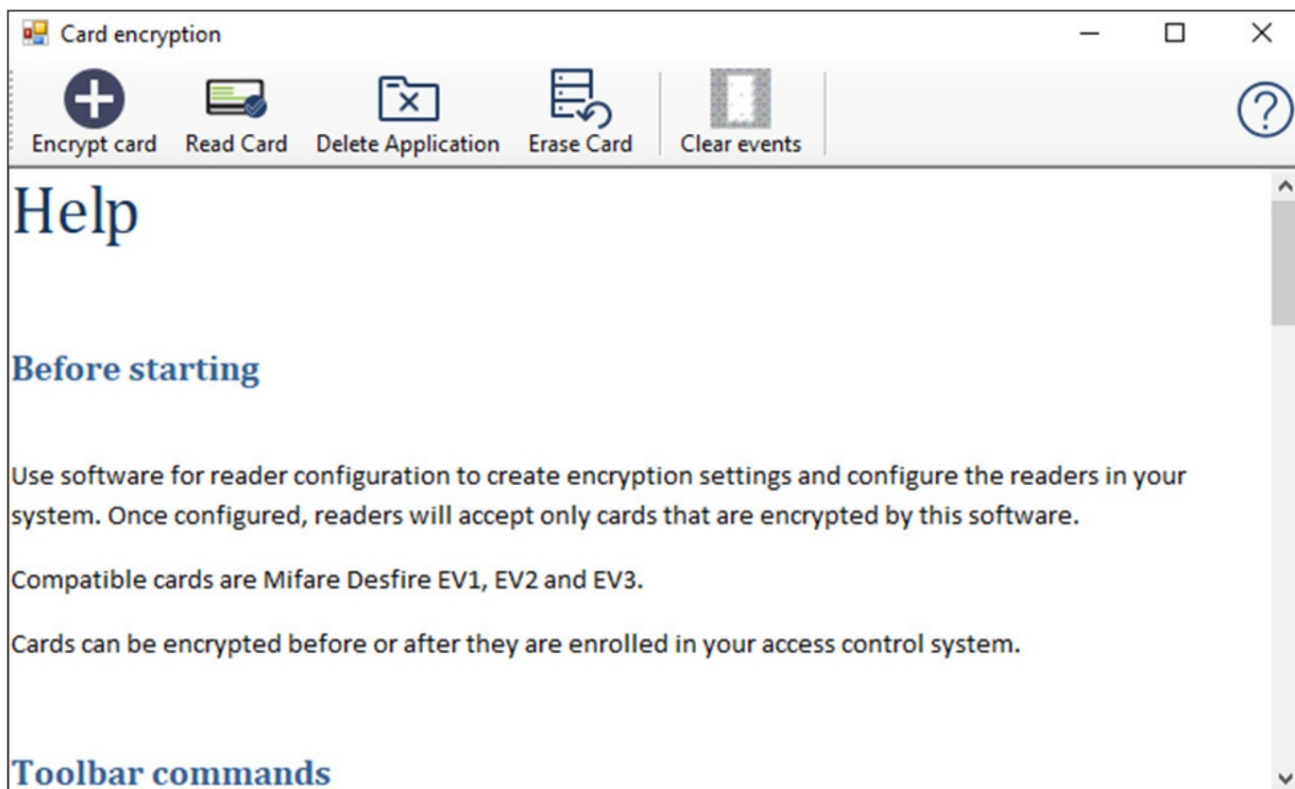 Card encryption
Encrypt card Read Card Delete Application Erase Card Clear events
Help
Before starting
Use software for reader configuration to create encryption settings and configure the readers in your
system. Once configured, readers will accept only cards that are encrypted by this software.
Compatible cards are Mifare Desfire EV1, EV2 and EV3.
Cards can be encrypted before or after they are enrolled in your access control system.
Toolbar commands